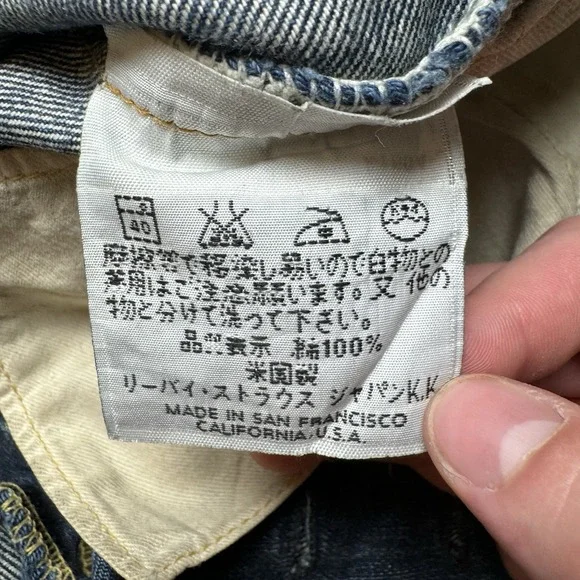 40
摩擦等で移染し易いので白物との
兼用はご注意願います。又他の
物と分けて洗って下さい。
品質表示 綿100%
米国製
リーバイ・ストラウス ジャパンK.K.
MADE IN SAN FRANCISCO
CALIFORNIA, U.S.A.